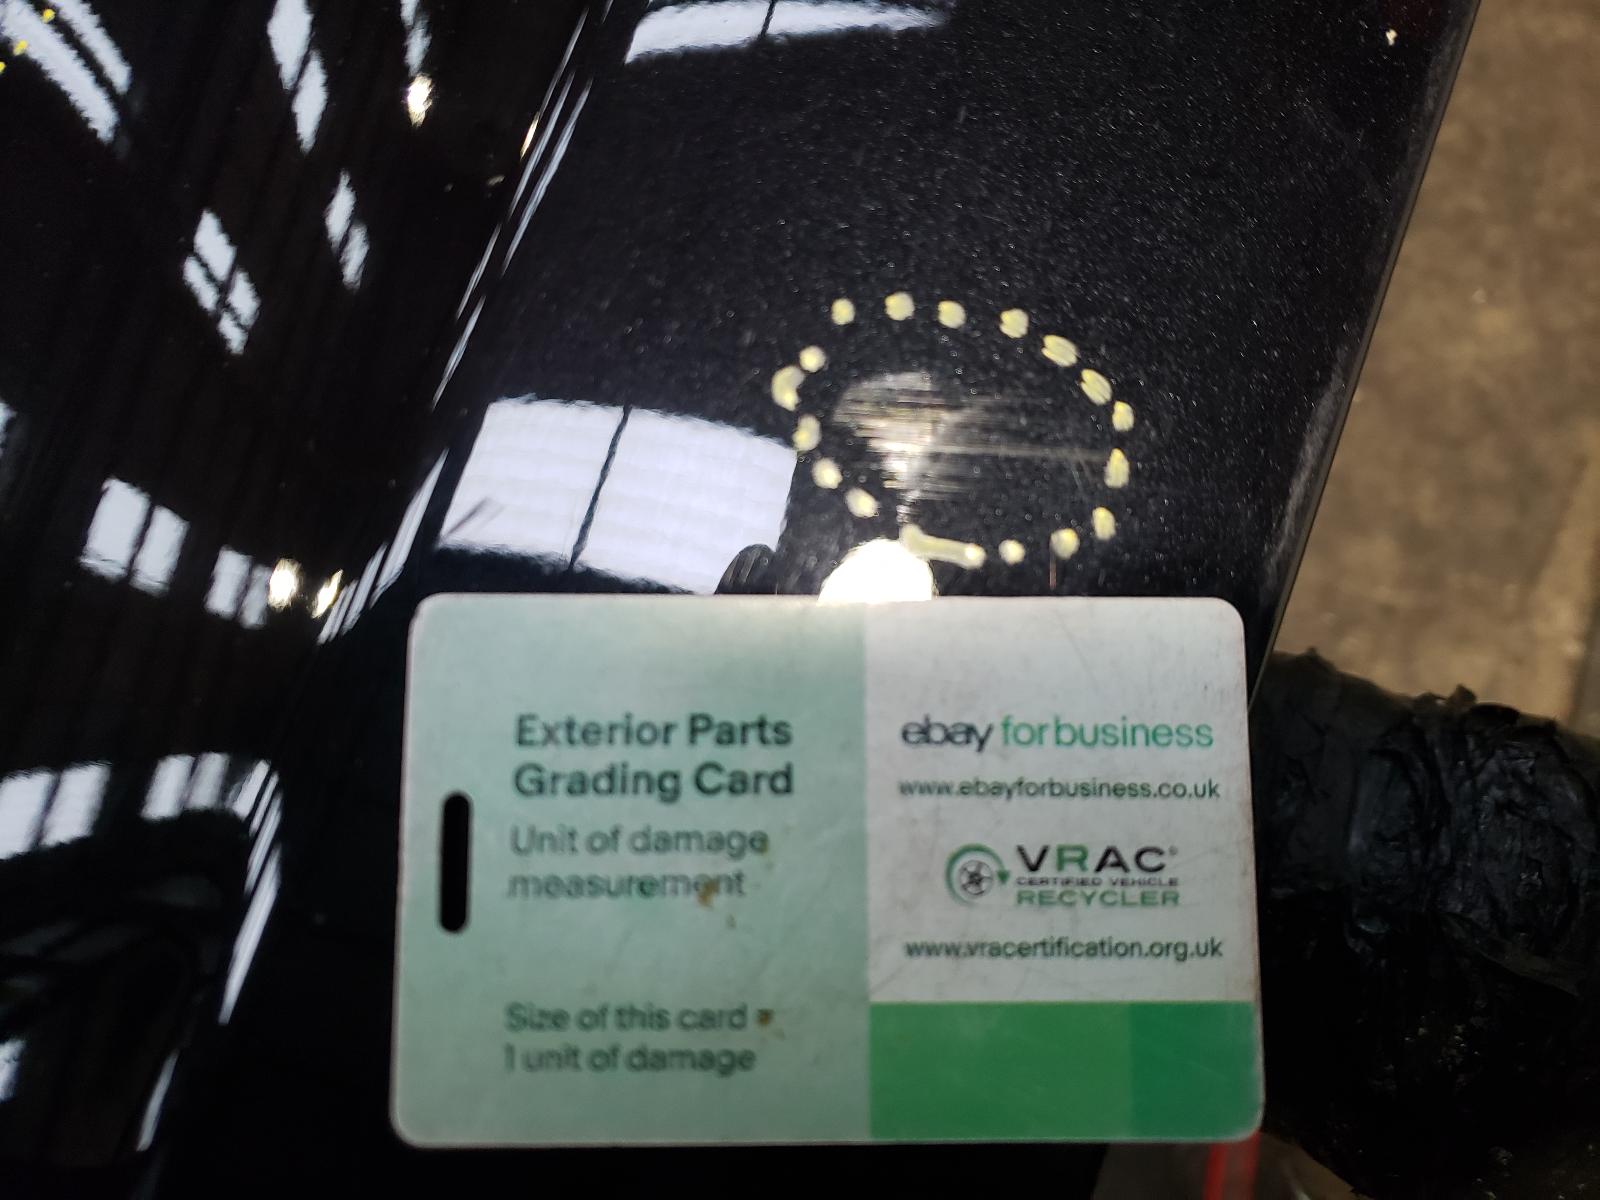 Exterior Parts
Grading Card
Unit of damage
measurement
Size of this card =
1 unit of damage
ebay for business
www.ebayforbusiness.co.uk
VRAC®
CERTIFIED VEHICLE
RECYCLER
www.vracertification.org.uk